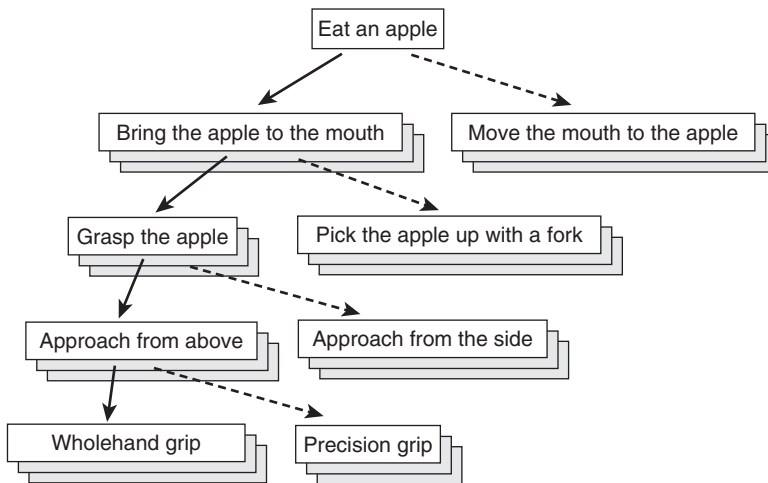 Eat an apple
Bring the apple to the mouth
Move the mouth to the apple
Grasp the apple
Pick the apple up with a fork
Approach from above
Approach from the side
Wholehand grip
Precision grip